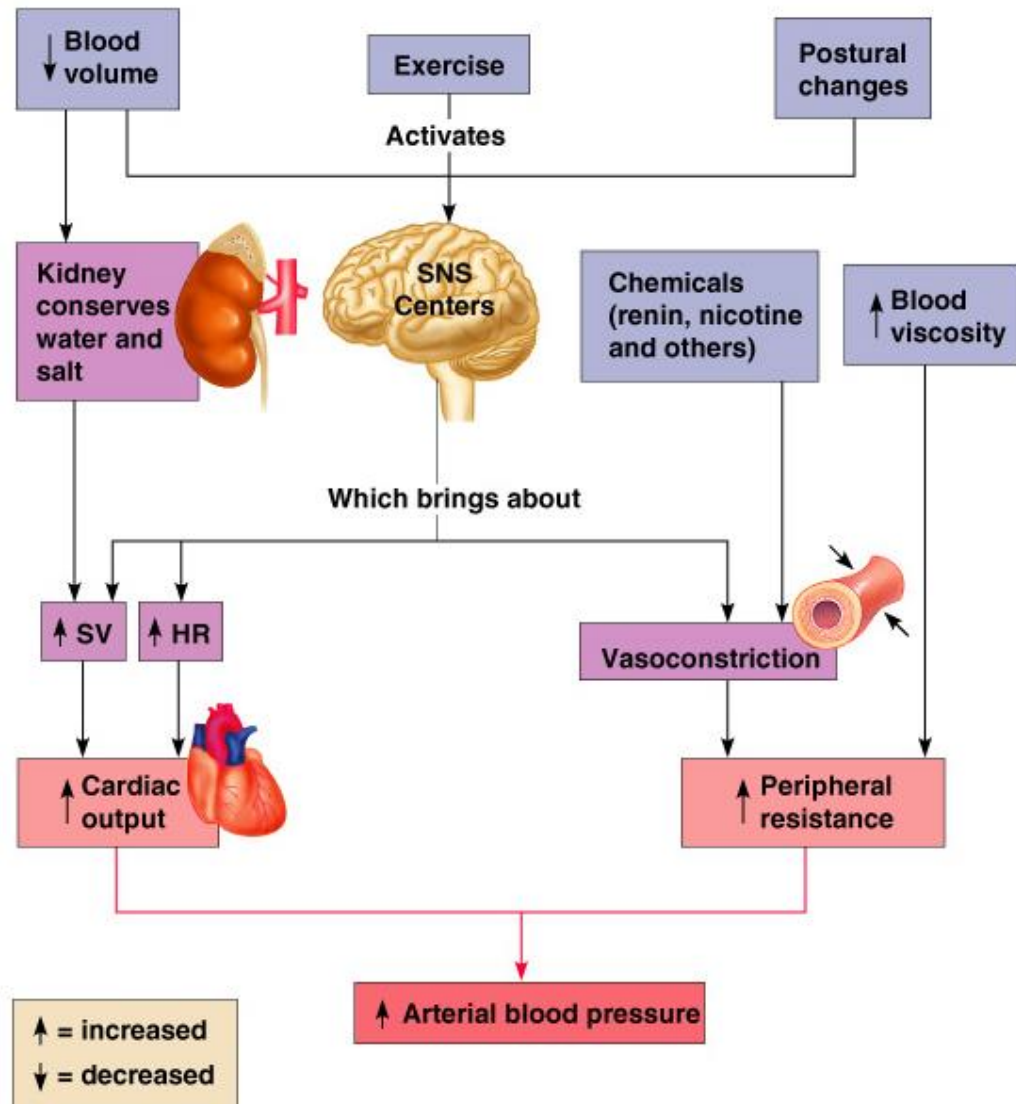 ↓ Blood
volume
Exercise
Postural
changes
Activates
Kidney
conserves
water and
salt
SNS
Centers
Chemicals
(renin, nicotine
and others)
↑ Blood
viscosity
Which brings about
↑ SV
↑ HR
Vasoconstriction
↑ Cardiac
output
↑ Peripheral
resistance
↑ Arterial blood pressure
↑ = increased
↓ = decreased